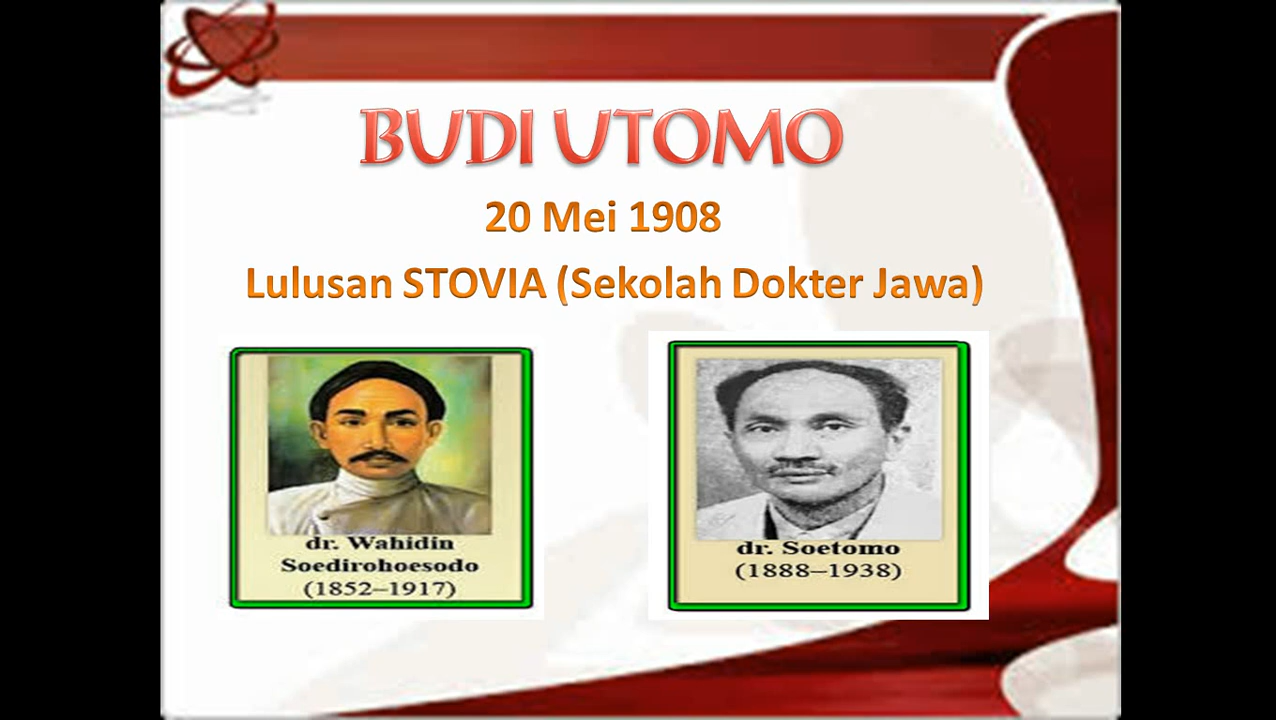 BUDI UTOMO
20 Mei 1908
Lulusan STOVIA (Sekolah Dokter Jawa)
dr. Wahidin
Soedirohoesodo
(1852–1917)
dr. Soetomo
(1888–1938)